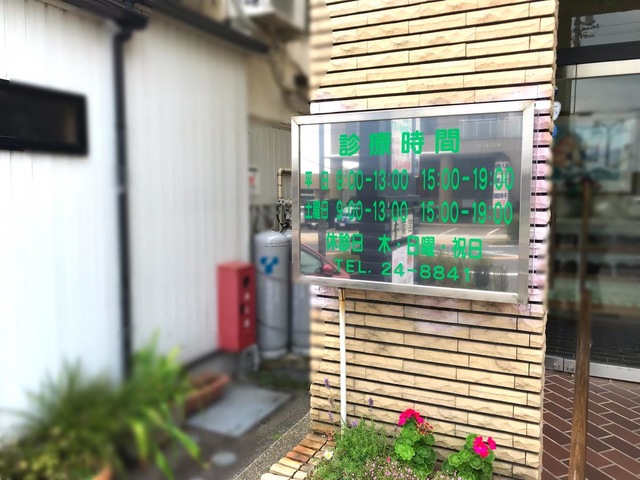 診療時間
平 日 9:00-13:00 15:00-19:00
土曜日 9:00-13:00 15:00-19:00
休診日 木・日曜・祝日
TEL. 24-8841